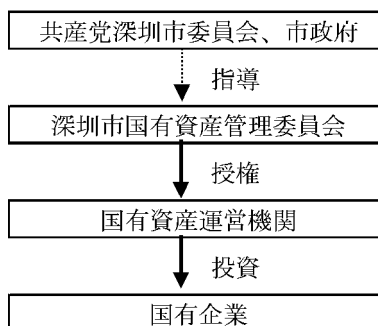 共産党深圳市委員会、市政府
指導
深圳市国有資産管理委員会
授権
国有資産運営機関
投資
国有企業